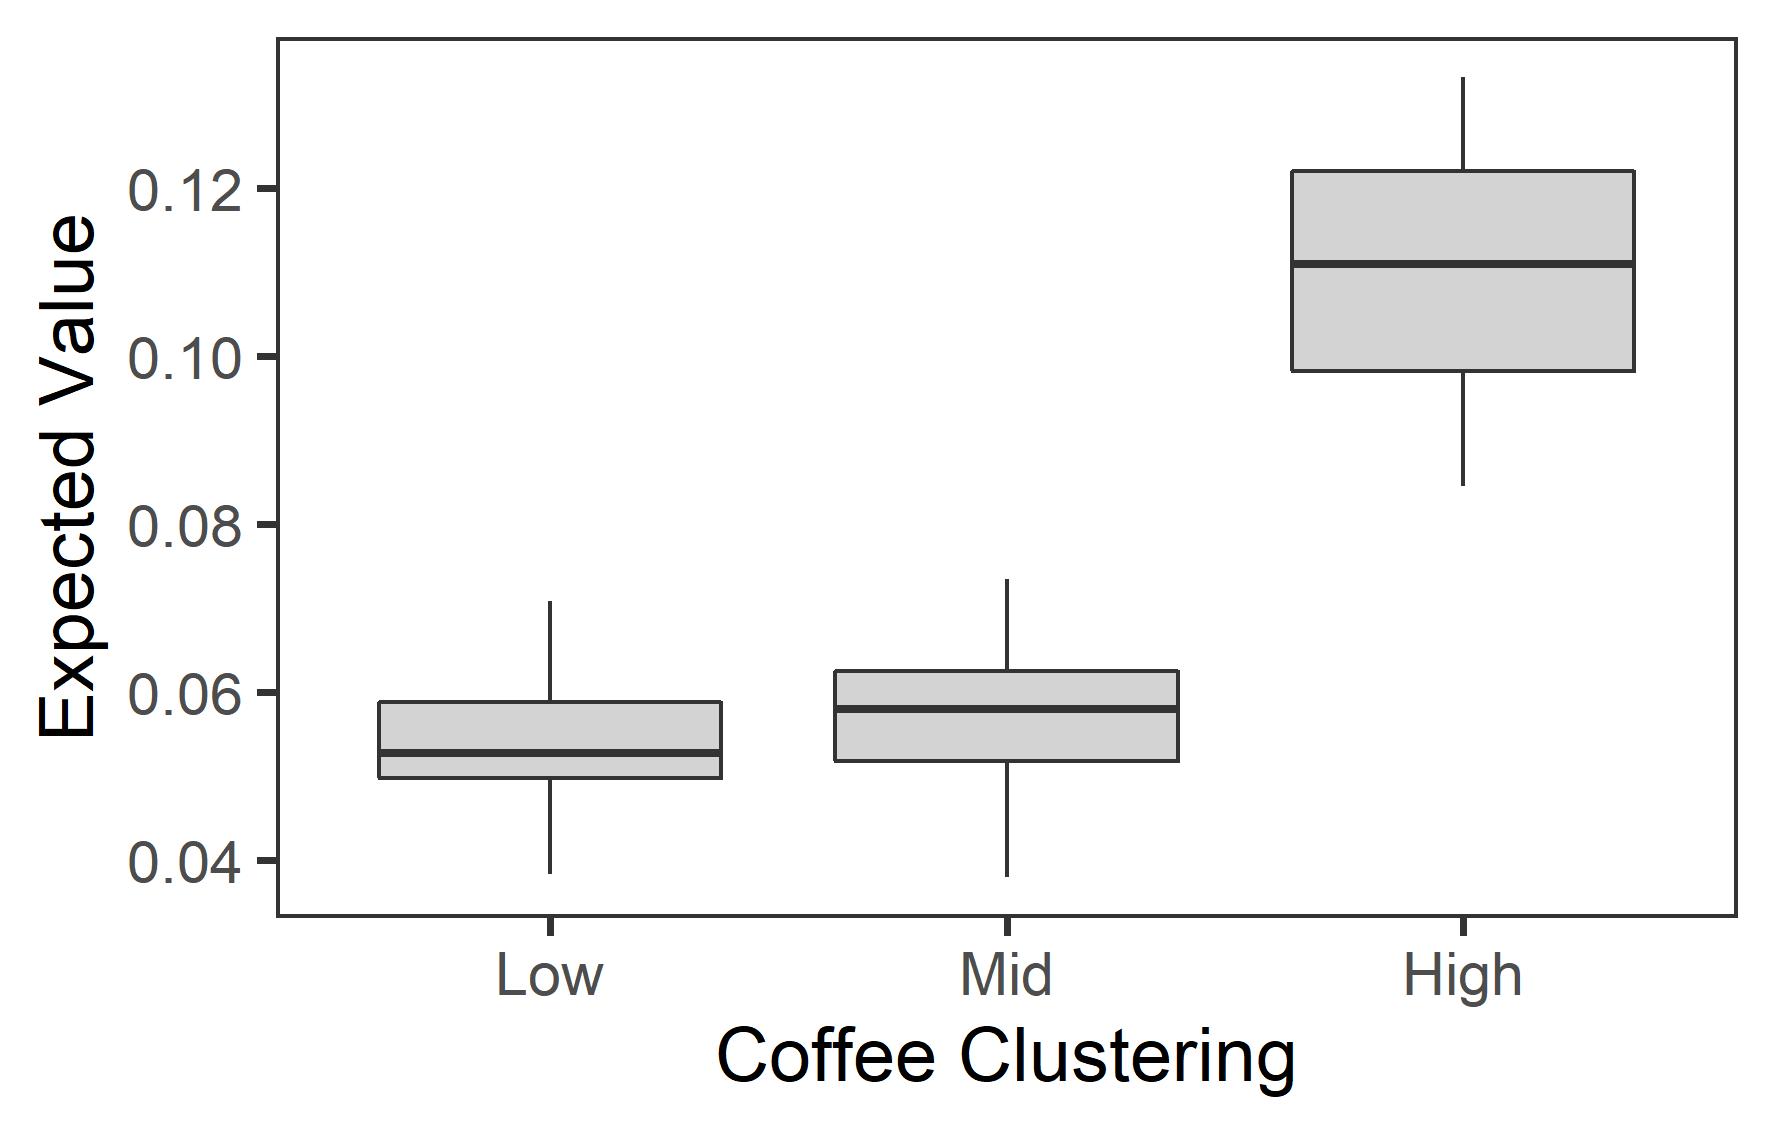 Expected Value
0.12
0.10
0.08
0.06
0.04
Low
Mid
High
Coffee Clustering